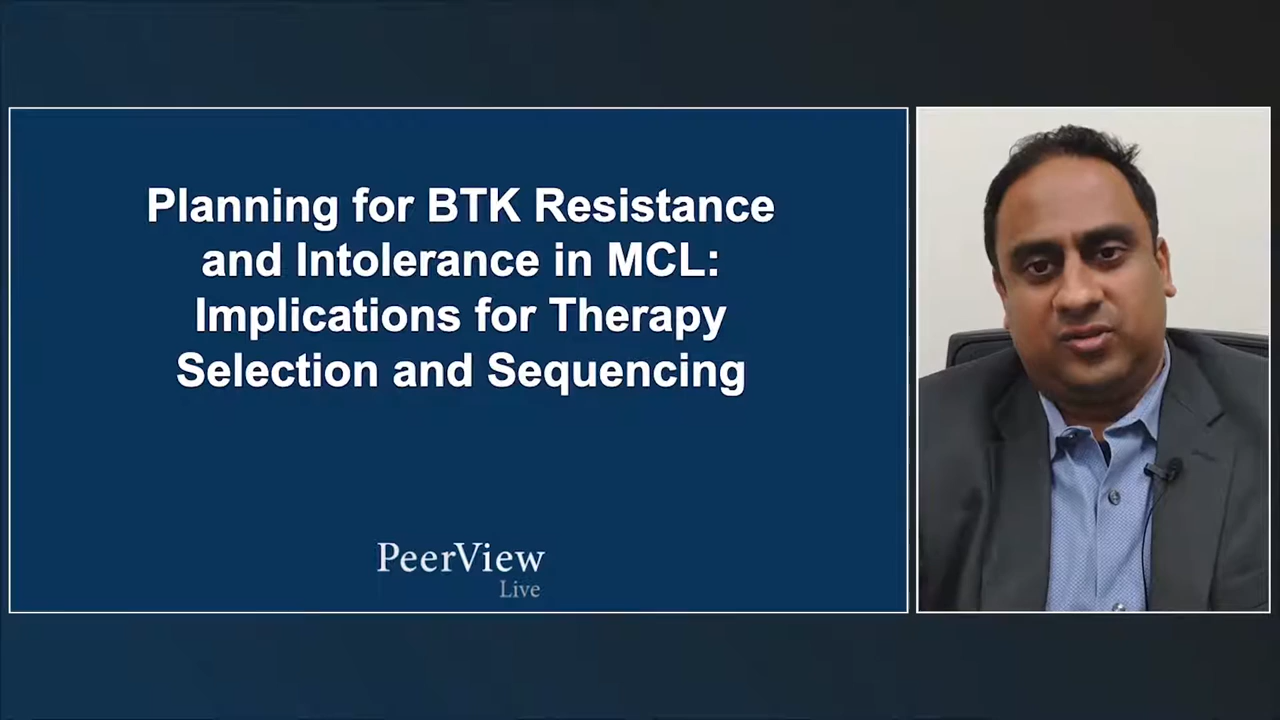 Planning for BTK Resistance
and Intolerance in MCL:
Implications for Therapy
Selection and Sequencing
PeerView
Live